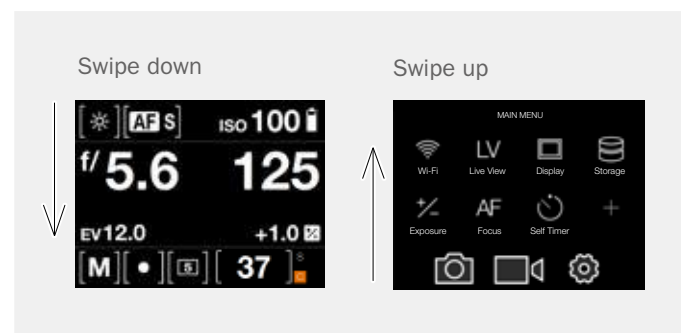 Swipe down
Swipe up
[☀] [AF S] ISO 100
f/5.6 125
EV12.0 +1.0
[M] [•] [S] [37] S
MAIN MENU
Wi-Fi LV Live View Display Storage
+/- Exposure AF Focus Self Timer +